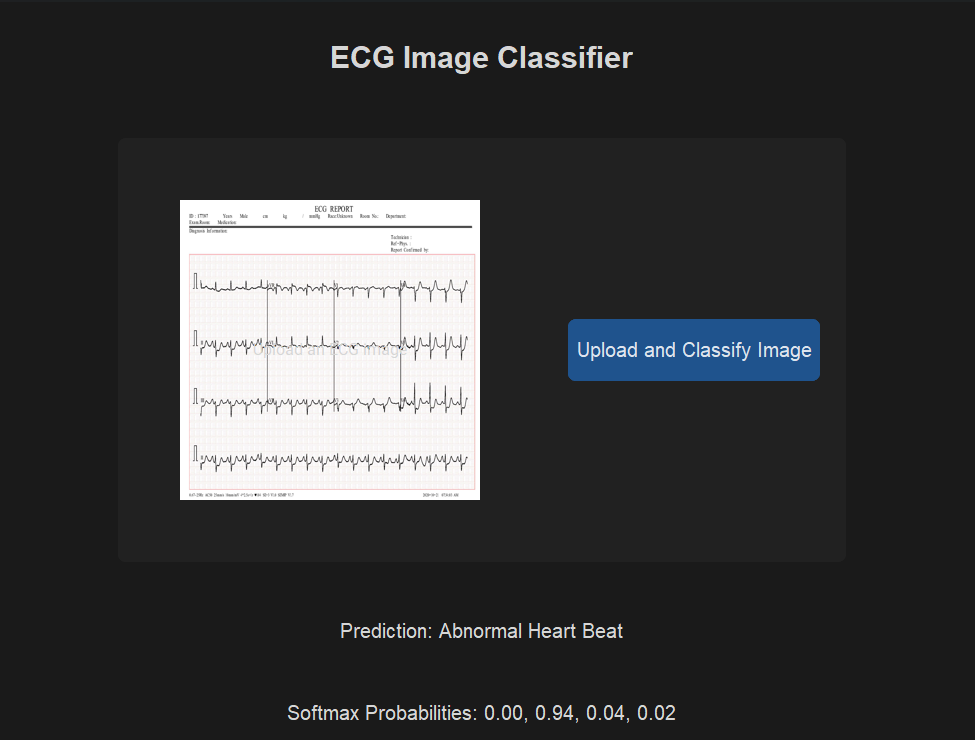 ECG Image Classifier
ECG REPORT
ID : 17707 Years Male cm kg / mmHg Race:Unknown Room No.: Department:
Exam Room: Medication:
Diagnosis Information:
Technician :
Ref-Phys. :
Report Confirmed by:
Upload an ECG Image
Upload and Classify Image
Prediction: Abnormal Heart Beat
Softmax Probabilities: 0.00, 0.94, 0.04, 0.02